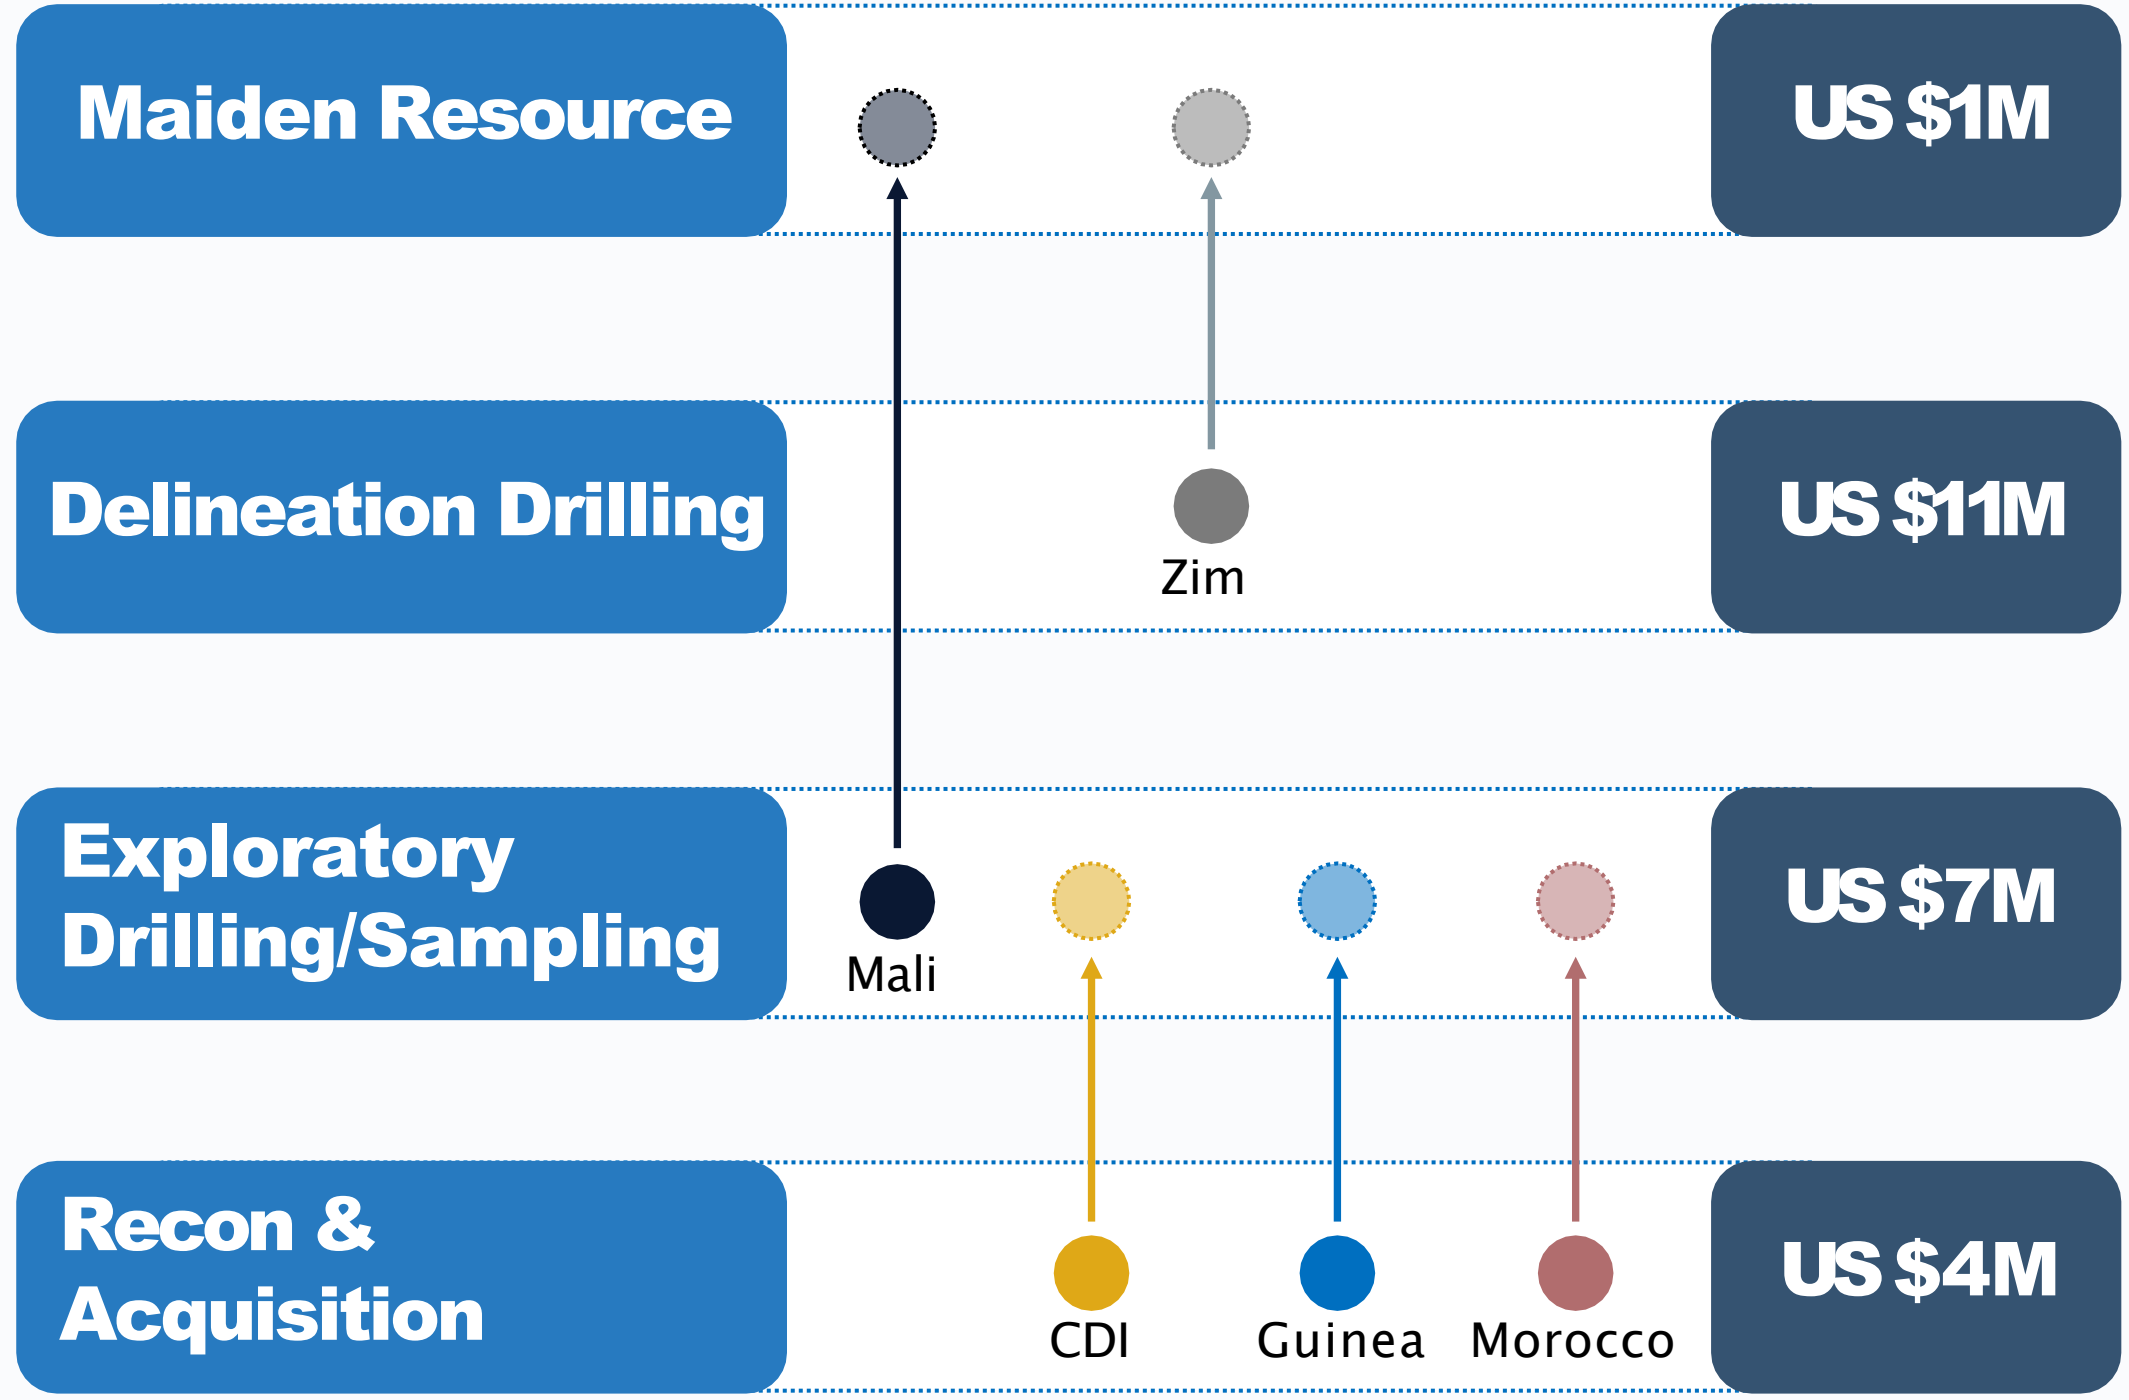 Maiden Resource
US $1M
Delineation Drilling
US $11M
Zim
Exploratory
Drilling/Sampling
US $7M
Mali
Recon &
Acquisition
US $4M
CDI
Guinea
Morocco